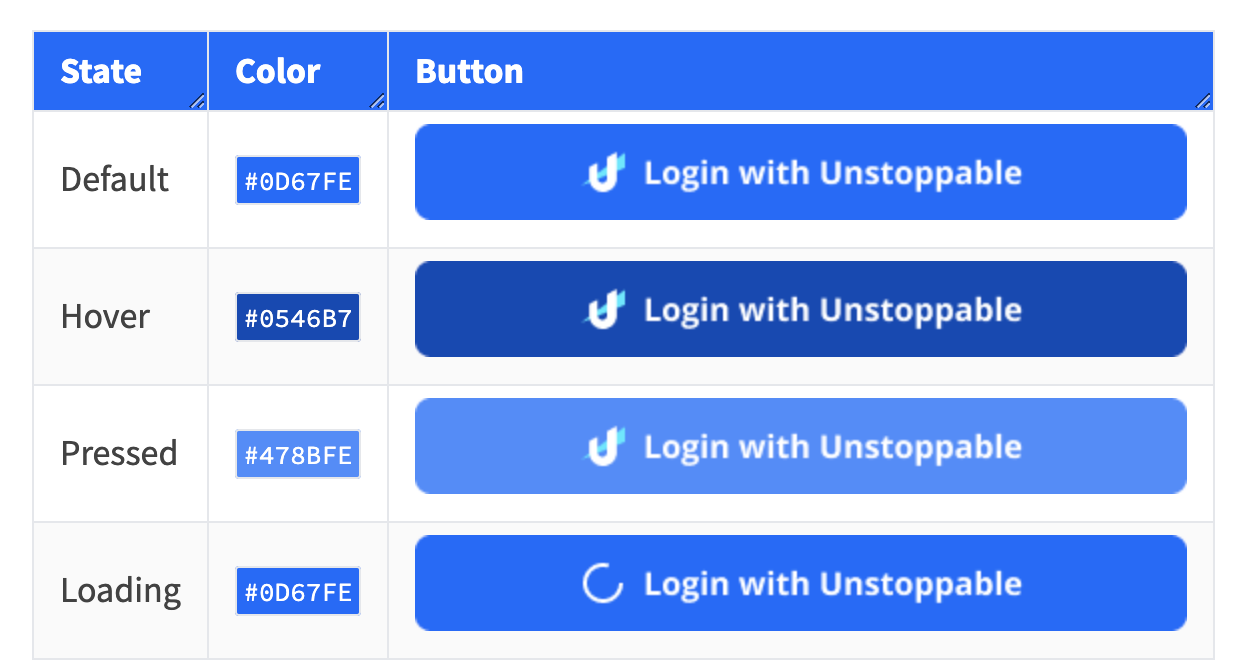 State Color Button
Default #0D67FE Login with Unstoppable
Hover #0546B7 Login with Unstoppable
Pressed #478BFE Login with Unstoppable
Loading #0D67FE Login with Unstoppable